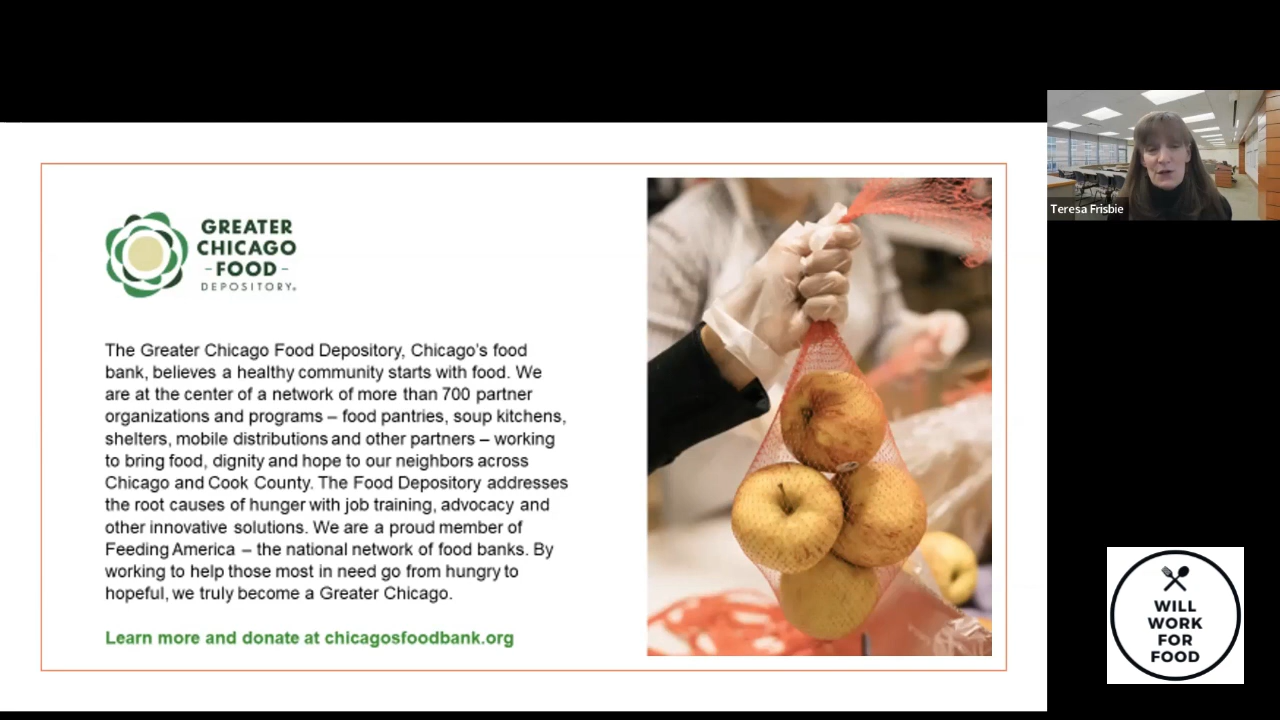 GREATER
CHICAGO
-FOOD-
DEPOSITORY®
The Greater Chicago Food Depository, Chicago's food
bank, believes a healthy community starts with food. We
are at the center of a network of more than 700 partner
organizations and programs – food pantries, soup kitchens,
shelters, mobile distributions and other partners – working
to bring food, dignity and hope to our neighbors across
Chicago and Cook County. The Food Depository addresses
the root causes of hunger with job training, advocacy and
other innovative solutions. We are a proud member of
Feeding America – the national network of food banks. By
working to help those most in need go from hungry to
hopeful, we truly become a Greater Chicago.
Learn more and donate at chicagosfoodbank.org
Teresa Frisbie
WILL
WORK
FOR
FOOD